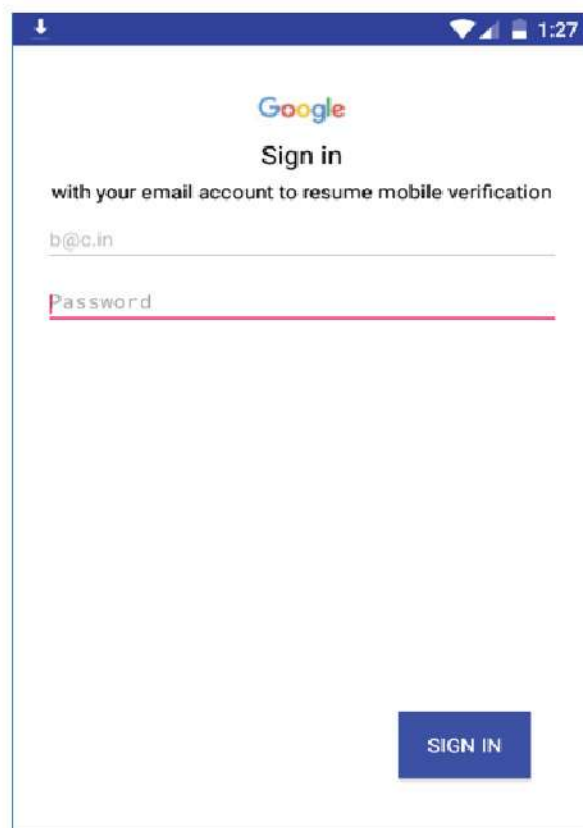 1:27
Google
Sign in
with your email account to resume mobile verification
b@c.in
Password
SIGN IN